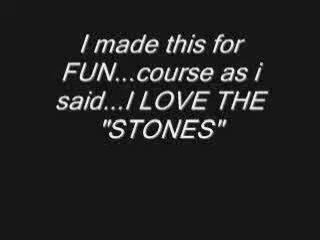 I made this for
FUN...course as i
said...I LOVE THE
"STONES"